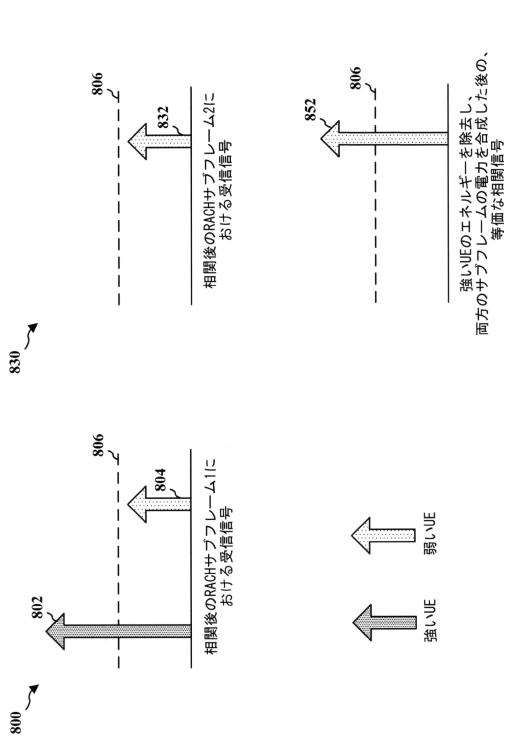 800
802
806
804
相関後のRACHサブフレーム1に
おける受信信号
強いUE
弱いUE
830
806
832
相関後のRACHサブフレーム2に
おける受信信号
852
806
強いUEのエネルギーを除去し、
両方のサブフレームの電力を合成した後の、
等価な相関信号